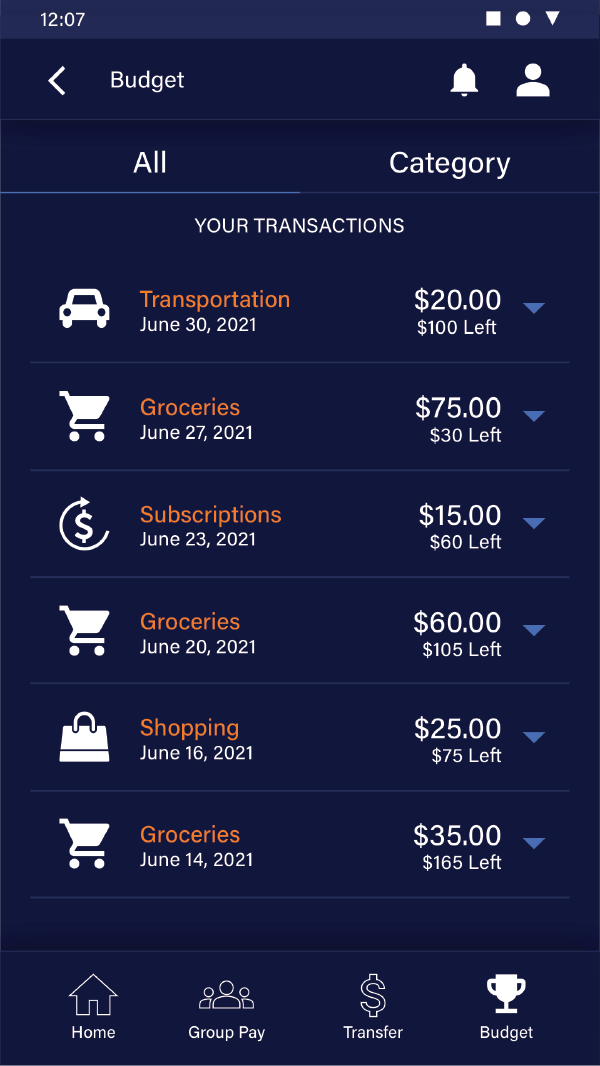 12:07
Budget
All Category
YOUR TRANSACTIONS
Transportation $20.00
June 30, 2021 $100 Left
Groceries $75.00
June 27, 2021 $30 Left
Subscriptions $15.00
June 23, 2021 $60 Left
Groceries $60.00
June 20, 2021 $105 Left
Shopping $25.00
June 16, 2021 $75 Left
Groceries $35.00
June 14, 2021 $165 Left
Home Group Pay Transfer Budget